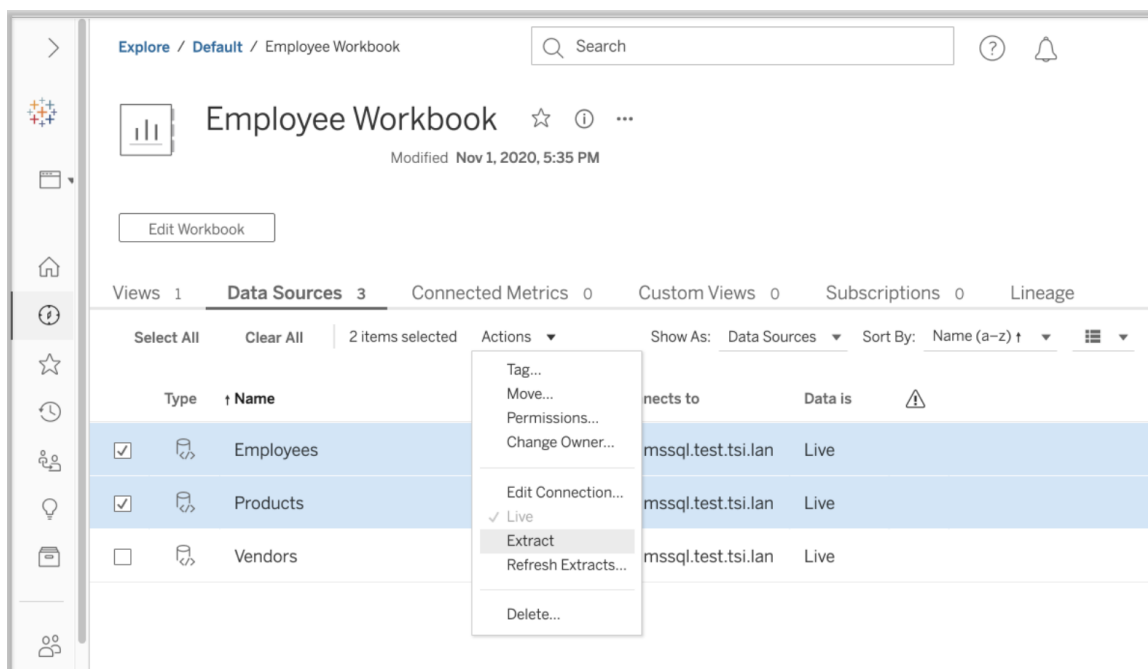 Explore / Default / Employee Workbook
Search
Employee Workbook
Modified Nov 1, 2020, 5:35 PM
Edit Workbook
Views 1 Data Sources 3 Connected Metrics 0 Custom Views 0 Subscriptions 0 Lineage
Select All Clear All 2 items selected Actions ▼ Show As: Data Sources ▼ Sort By: Name (a–z) ↑ ▼
Type ↑ Name nects to Data is
Employees mssql.test.tsi.lan Live
Products mssql.test.tsi.lan Live
Vendors mssql.test.tsi.lan Live
Tag...
Move...
Permissions...
Change Owner...
Edit Connection...
✓ Live
Extract
Refresh Extracts...
Delete...